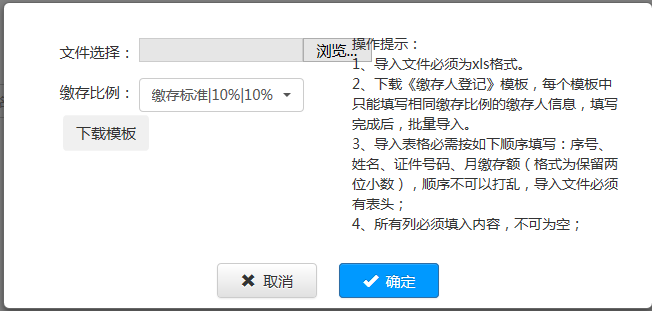 文件选择：
浏览...
缴存比例：
缴存标准|10%|10%
下载模板
操作提示：
1、导入文件必须为xls格式。
2、下载《缴存人登记》模板，每个模板中
只能填写相同缴存比例的缴存人信息，填写
完成后，批量导入。
3、导入表格必需按如下顺序填写：序号、
姓名、证件号码、月缴存额（格式为保留两
位小数），顺序不可以打乱，导入文件必须
有表头；
4、所有列必须填入内容，不可为空；
取消
确定